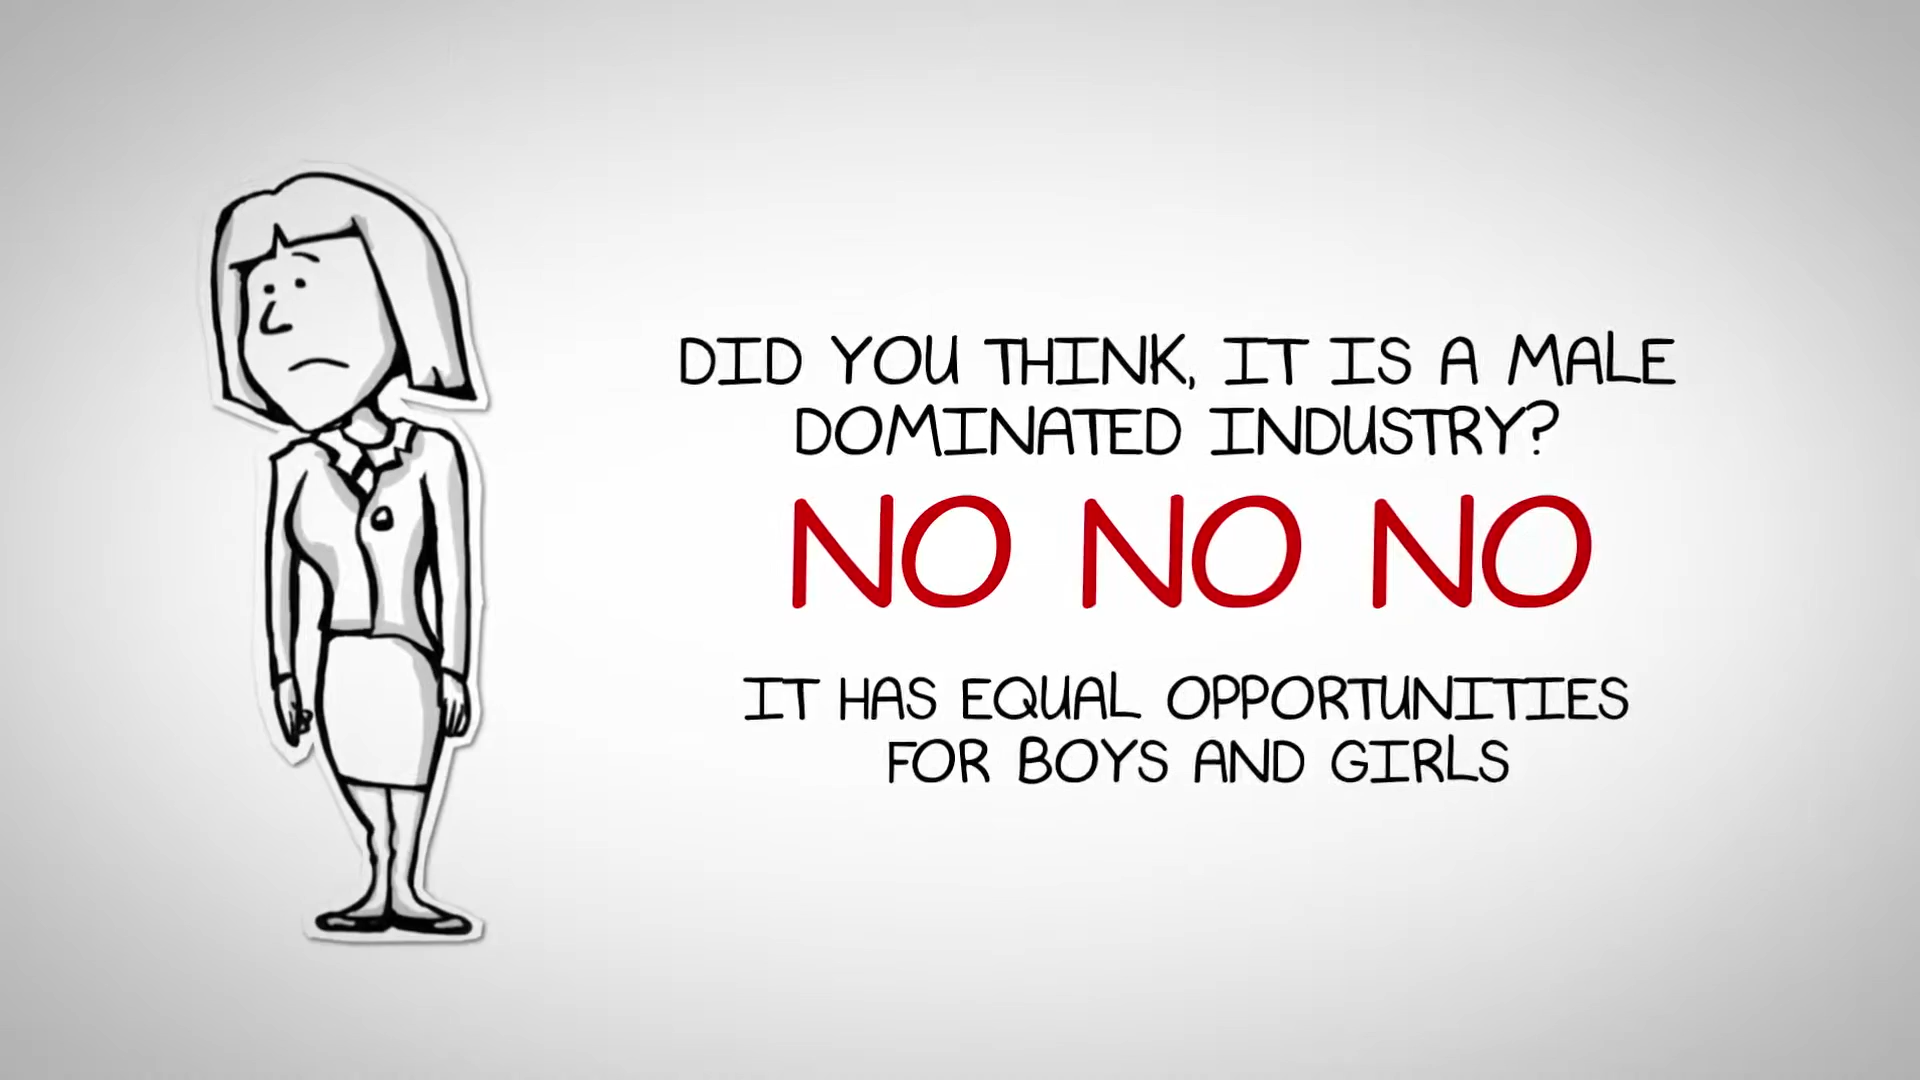 DID YOU THINK, IT IS A MALE
DOMINATED INDUSTRY?
NO NO NO
IT HAS EQUAL OPPORTUNITIES
FOR BOYS AND GIRLS